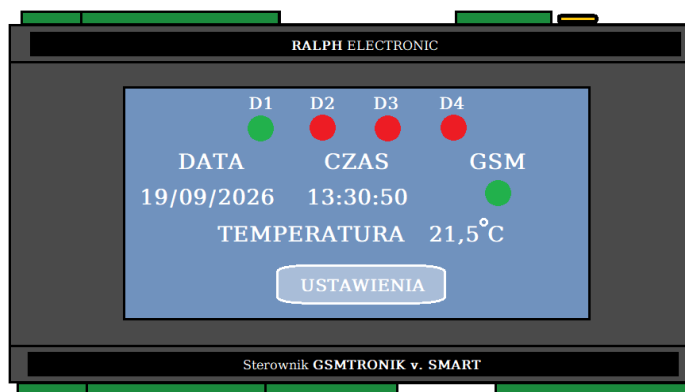 RALPH ELECTRONIC
D1 D2 D3 D4
DATA CZAS GSM
19/09/2026 13:30:50
TEMPERATURA 21,5°C
USTAWIENIA
Sterownik GSMTRONIK v. SMART